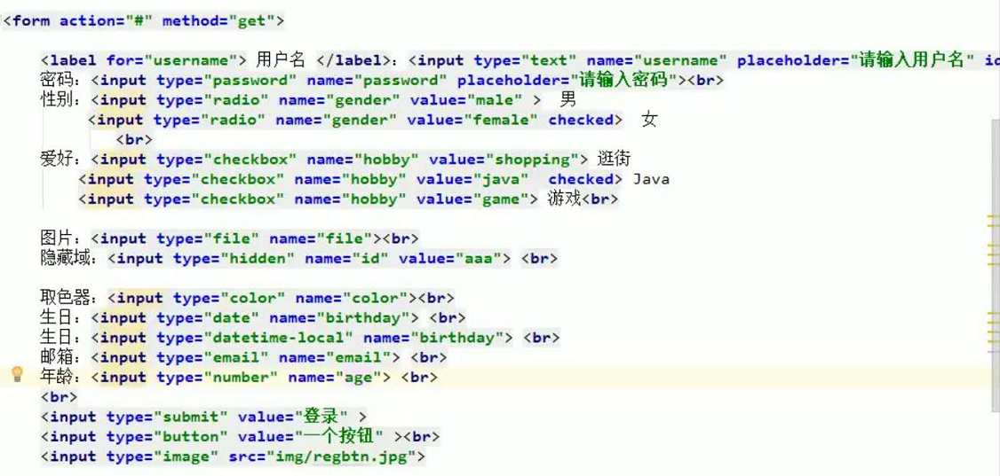 <form action="#" method="get">
<label for="username"> 用户名 </label>：<input type="text" name="username" placeholder="请输入用户名" id
密码：<input type="password" name="password" placeholder="请输入密码"><br>
性别：<input type="radio" name="gender" value="male" >  男
<input type="radio" name="gender" value="female" checked>  女
<br>
爱好：<input type="checkbox" name="hobby" value="shopping"> 逛街
<input type="checkbox" name="hobby" value="java"  checked> Java
<input type="checkbox" name="hobby" value="game"> 游戏<br>
图片：<input type="file" name="file"><br>
隐藏域：<input type="hidden" name="id" value="aaa"> <br>
取色器：<input type="color" name="color"><br>
生日：<input type="date" name="birthday"> <br>
生日：<input type="datetime-local" name="birthday"> <br>
邮箱：<input type="email" name="email"> <br>
年龄：<input type="number" name="age"> <br>
<br>
<input type="submit" value="登录" >
<input type="button" value="一个按钮" ><br>
<input type="image" src="img/regbtn.jpg">